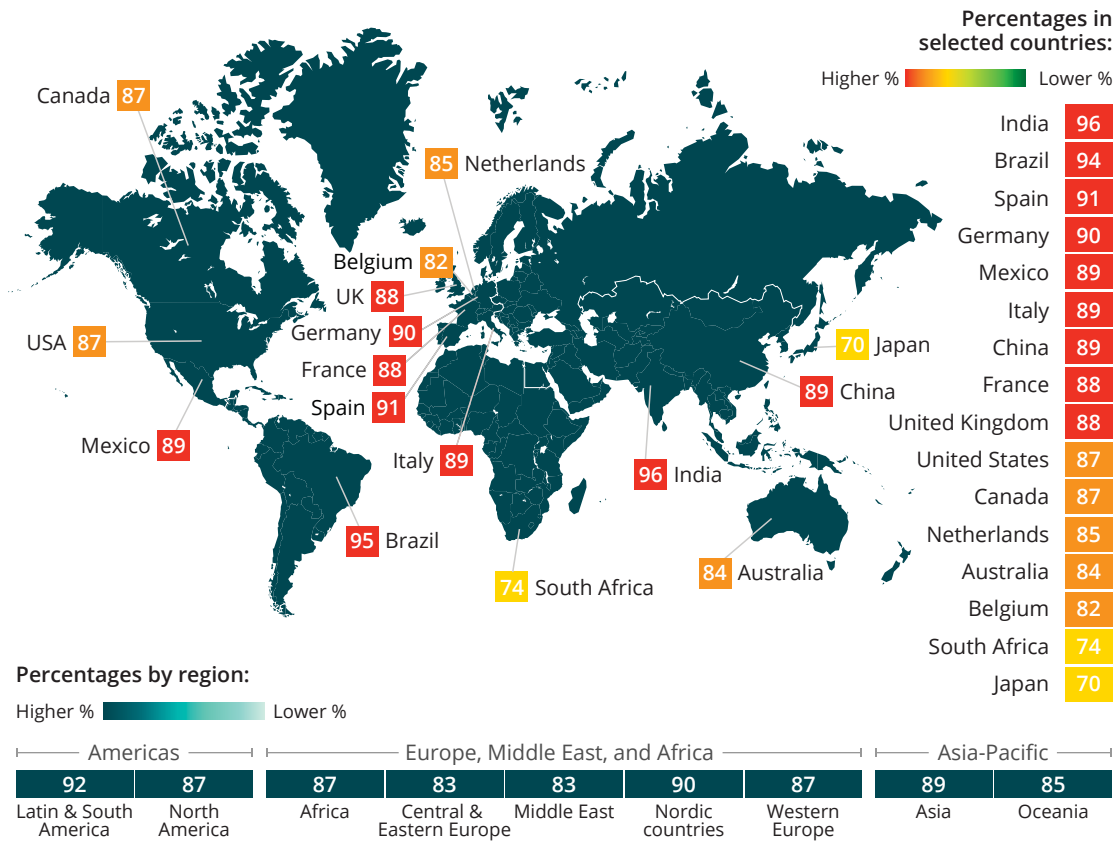 Percentages in
selected countries:
Higher %
Lower %
Canada 87
85 Netherlands
Belgium 82
UK 88
Germany 90
France 88
Spain 91
Italy 89
USA 87
Mexico 89
95 Brazil
74 South Africa
96 India
84 Australia
89 China
70 Japan
India 96
Brazil 94
Spain 91
Germany 90
Mexico 89
Italy 89
China 89
France 88
United Kingdom 88
United States 87
Canada 87
Netherlands 85
Australia 84
Belgium 82
South Africa 74
Japan 70
Percentages by region:
Higher %
Lower %
Americas
92
Latin & South
America
87
North
America
Europe, Middle East, and Africa
87
Africa
83
Central &
Eastern Europe
83
Middle East
90
Nordic
countries
87
Western
Europe
Asia-Pacific
89
Asia
85
Oceania